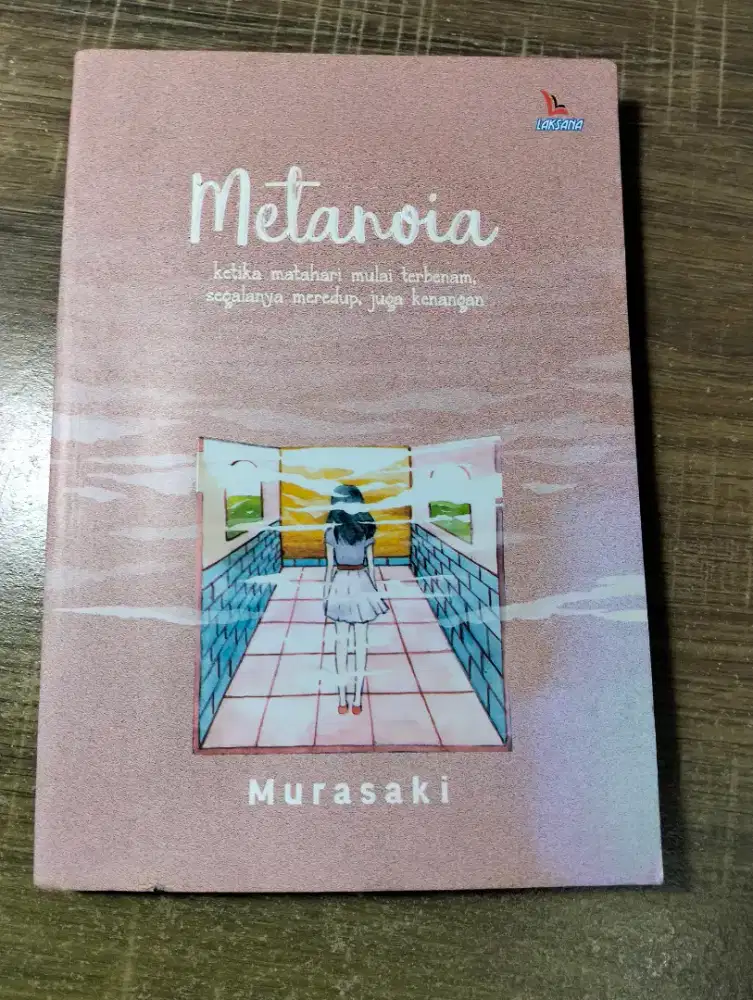 LAKSANA
Metanoia
ketika matahari mulai terbenam,
segalanya meredup, juga kenangan
Murasaki